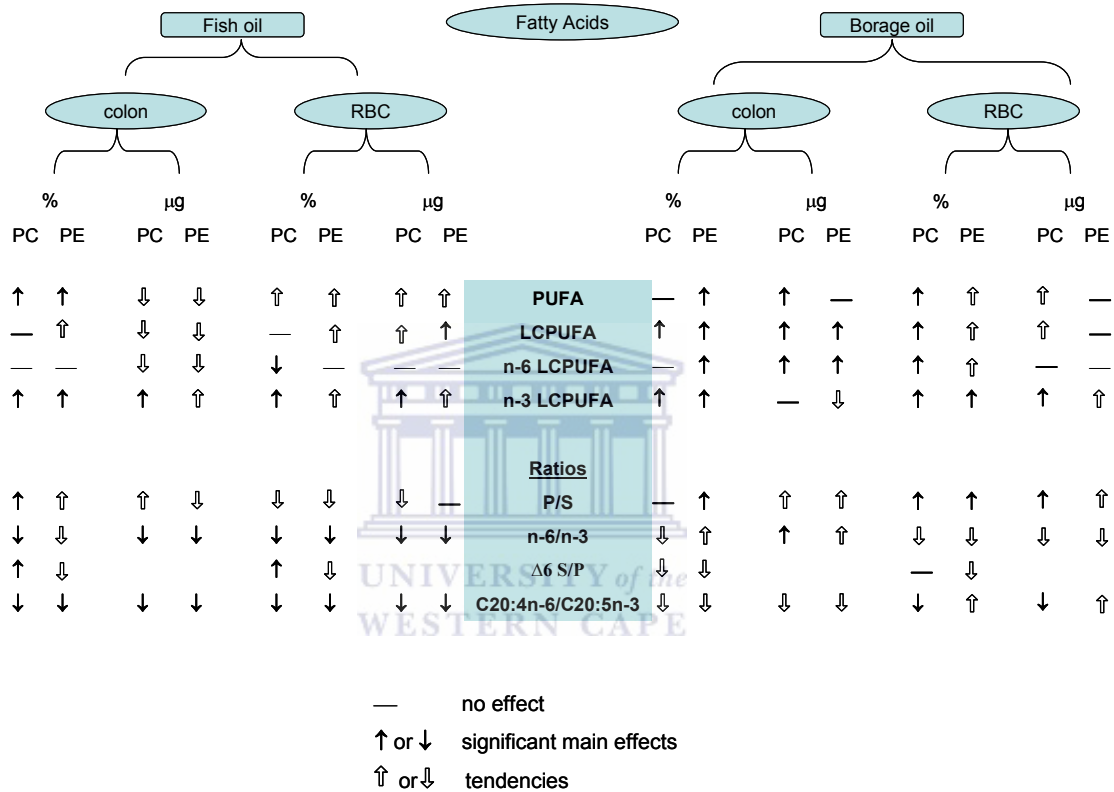 Fish oil Fatty Acids Borage oil
colon RBC colon RBC
% μg % μg % μg % μg
PC PE PC PE PC PE PC PE PC PE PC PE PC PE PC PE
↑ ↑ ⇩ ⇩ ⇧ ⇧ ⇧ ⇧ PUFA — ↑ ↑ — ↑ ⇧ ⇧ —
— ⇧ ⇩ ⇩ — ⇧ ⇧ ↑ LCPUFA ↑ ↑ ↑ ↑ ↑ ⇧ ⇧ —
— — ⇩ ⇩ ↓ — — — n-6 LCPUFA — ↑ ↑ ↑ ↑ ⇧ — —
↑ ↑ ↑ ⇧ ↑ ⇧ ↑ ⇧ n-3 LCPUFA ↑ ↑ — ⇩ ↑ ↑ ↑ ⇧
Ratios
↑ ⇧ ⇧ ⇩ ⇩ ⇩ ⇩ — P/S — ↑ ⇧ ⇧ ↑ ↑ ↑ ⇧
↓ ⇩ ↓ ↓ ↓ ↓ ↓ ↓ n-6/n-3 ⇩ ⇧ ↑ ⇧ ⇩ ⇩ ⇩ ⇩
↑ ⇩ ↑ ⇩ Δ6 S/P ⇩ ⇩ — ⇩
↓ ↓ ↓ ↓ ↓ ↓ ↓ ↓ C20:4n-6/C20:5n-3 ⇩ ⇩ ⇩ ⇩ ↓ ⇧ ↓ ⇧
UNIVERSITY of the
WESTERN CAPE
— no effect
↑ or ↓ significant main effects
⇧ or ⇩ tendencies